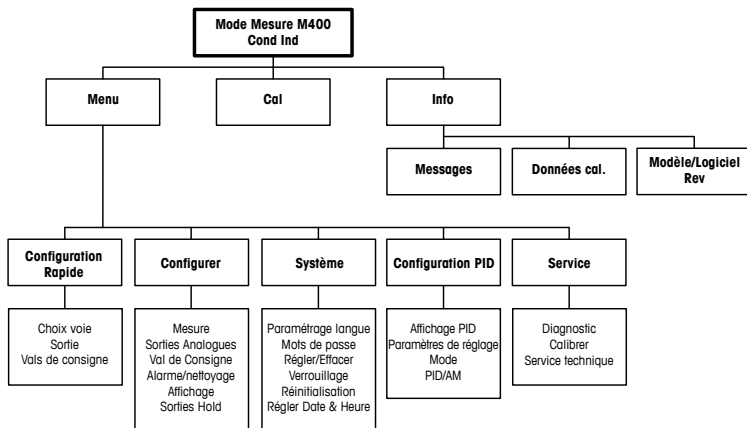 Mode Mesure M400
Cond Ind
Menu
Cal
Info
Messages
Données cal.
Modèle/Logiciel
Rev
Configuration
Rapide
Configurer
Système
Configuration PID
Service
Choix voie
Sortie
Vals de consigne
Mesure
Sorties Analogues
Val de Consigne
Alarme/nettoyage
Affichage
Sorties Hold
Paramétrage langue
Mots de passe
Régler/Effacer
Verrouillage
Réinitialisation
Régler Date & Heure
Affichage PID
Paramètres de réglage
Mode
PID/AM
Diagnostic
Calibrer
Service technique